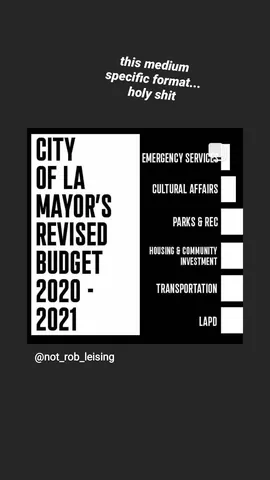 this medium
specific format...
holy shit
CITY
OF LA
MAYOR'S
REVISED
BUDGET
2020 -
2021
EMERGENCY SERVICES
CULTURAL AFFAIRS
PARKS & REC
HOUSING & COMMUNITY
INVESTMENT
TRANSPORTATION
LAPD
@not_rob_leising